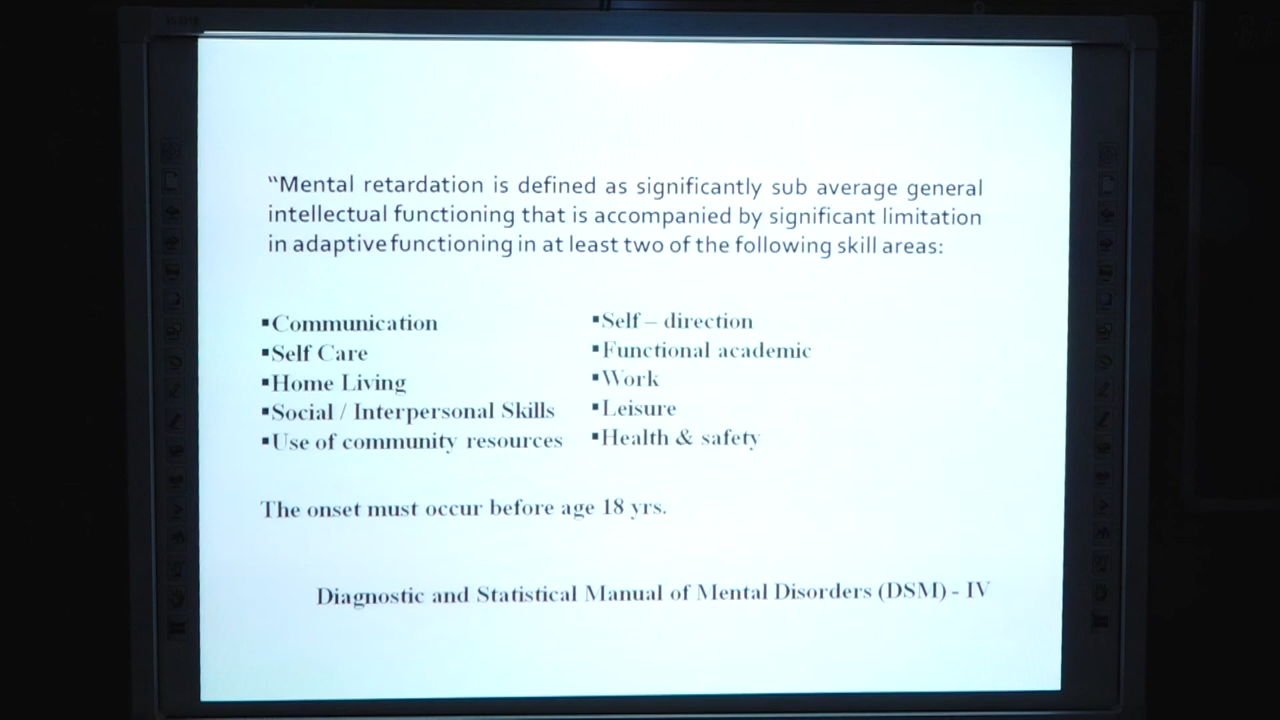 “Mental retardation is defined as significantly sub average general
intellectual functioning that is accompanied by significant limitation
in adaptive functioning in at least two of the following skill areas:
▪Communication
▪Self Care
▪Home Living
▪Social / Interpersonal Skills
▪Use of community resources
▪Self – direction
▪Functional academic
▪Work
▪Leisure
▪Health & safety
The onset must occur before age 18 yrs.
Diagnostic and Statistical Manual of Mental Disorders (DSM) - IV